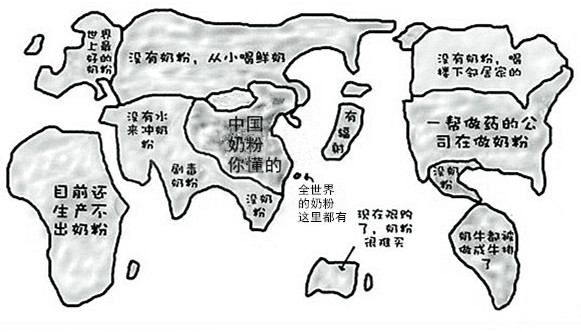 世界
上最
好的
奶粉
没有奶粉，从小喝鲜奶
没有奶粉，喝
楼下邻居家的
没有水
来冲奶
粉
中国
奶粉
你懂的
有
辐
射
一帮做药的公
司在做奶粉
剧毒
奶粉
没奶
粉
全世界
的奶粉
这里都有
没奶
粉
目前还
生产不
出奶粉
现在限购
了，奶粉
很难买
奶牛都被
做成牛排
了